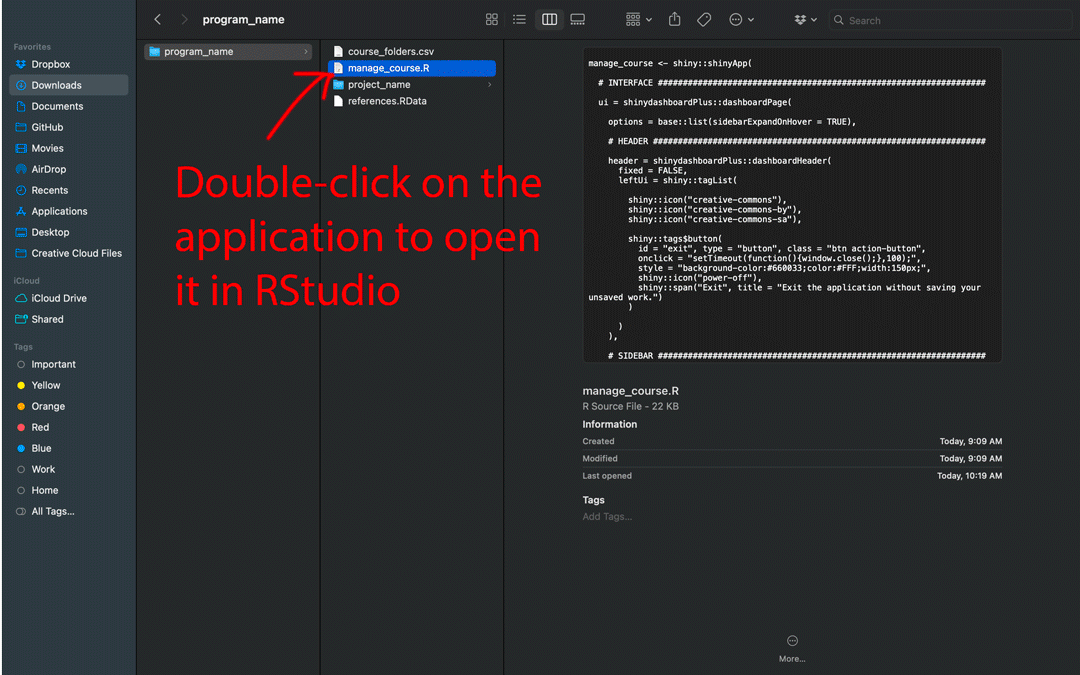 program_name
Search
Favorites
Dropbox
Downloads
Documents
GitHub
Movies
AirDrop
Recents
Applications
Desktop
Creative Cloud Files
iCloud
iCloud Drive
Shared
Tags
Important
Yellow
Orange
Red
Blue
Work
Home
All Tags...
program_name
course_folders.csv
manage_course.R
project_name
references.RData
Double-click on the
application to open
it in RStudio
manage_course <- shiny::shinyApp(
# INTERFACE ##################################################################
ui = shinydashboardPlus::dashboardPage(
options = base::list(sidebarExpandOnHover = TRUE),
# HEADER ###################################################################
header = shinydashboardPlus::dashboardHeader(
fixed = FALSE,
leftUi = shiny::tagList(
shiny::icon("creative-commons"),
shiny::icon("creative-commons-by"),
shiny::icon("creative-commons-sa"),
shiny::tags$button(
id = "exit", type = "button", class = "btn action-button",
onclick = "setTimeout(function(){window.close();},100);",
style = "background-color:#660033;color:#FFF;width:150px;",
shiny::icon("power-off"),
shiny::span("Exit", title = "Exit the application without saving your
unsaved work.")
)
)
),
# SIDEBAR ##################################################################
manage_course.R
R Source File - 22 KB
Information
Created Today, 9:09 AM
Modified Today, 9:09 AM
Last opened Today, 10:19 AM
Tags
Add Tags...
More...